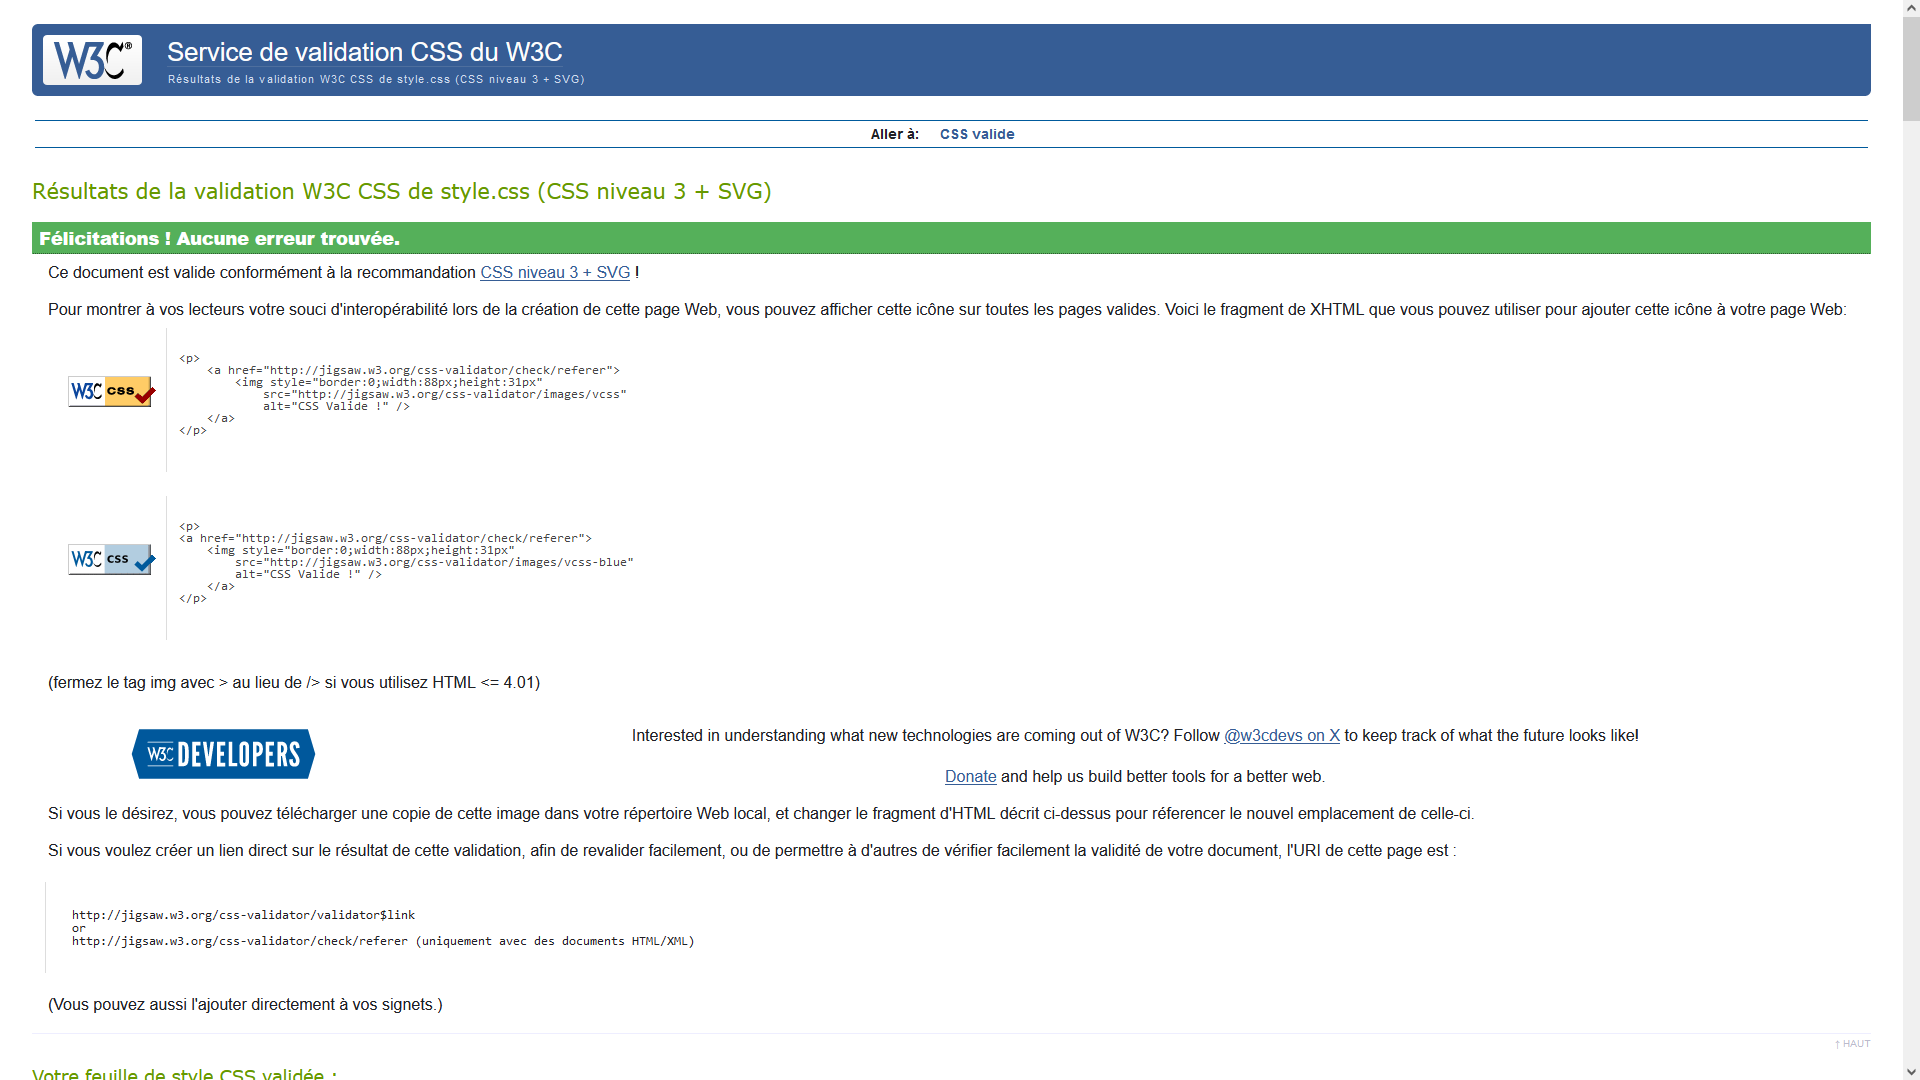 W3C®
Service de validation CSS du W3C
Résultats de la validation W3C CSS de style.css (CSS niveau 3 + SVG)
Aller à: CSS valide
Résultats de la validation W3C CSS de style.css (CSS niveau 3 + SVG)
Félicitations ! Aucune erreur trouvée.
Ce document est valide conformément à la recommandation CSS niveau 3 + SVG !
Pour montrer à vos lecteurs votre souci d'interopérabilité lors de la création de cette page Web, vous pouvez afficher cette icône sur toutes les pages valides. Voici le fragment de XHTML que vous pouvez utiliser pour ajouter cette icône à votre page Web:
W3C css
<p>
    <a href="http://jigsaw.w3.org/css-validator/check/referer">
        <img style="border:0;width:88px;height:31px"
            src="http://jigsaw.w3.org/css-validator/images/vcss"
            alt="CSS Valide !" />
    </a>
</p>
W3C css
<p>
<a href="http://jigsaw.w3.org/css-validator/check/referer">
    <img style="border:0;width:88px;height:31px"
        src="http://jigsaw.w3.org/css-validator/images/vcss-blue"
        alt="CSS Valide !" />
    </a>
</p>
(fermez le tag img avec > au lieu de /> si vous utilisez HTML <= 4.01)
W3C DEVELOPERS
Interested in understanding what new technologies are coming out of W3C? Follow @w3cdevs on X to keep track of what the future looks like!
Donate and help us build better tools for a better web.
Si vous le désirez, vous pouvez télécharger une copie de cette image dans votre répertoire Web local, et changer le fragment d'HTML décrit ci-dessus pour réferencer le nouvel emplacement de celle-ci.
Si vous voulez créer un lien direct sur le résultat de cette validation, afin de revalider facilement, ou de permettre à d'autres de vérifier facilement la validité de votre document, l'URI de cette page est :
http://jigsaw.w3.org/css-validator/validator$link
or
http://jigsaw.w3.org/css-validator/check/referer (uniquement avec des documents HTML/XML)
(Vous pouvez aussi l'ajouter directement à vos signets.)
↑ HAUT
Votre feuille de style CSS validée :